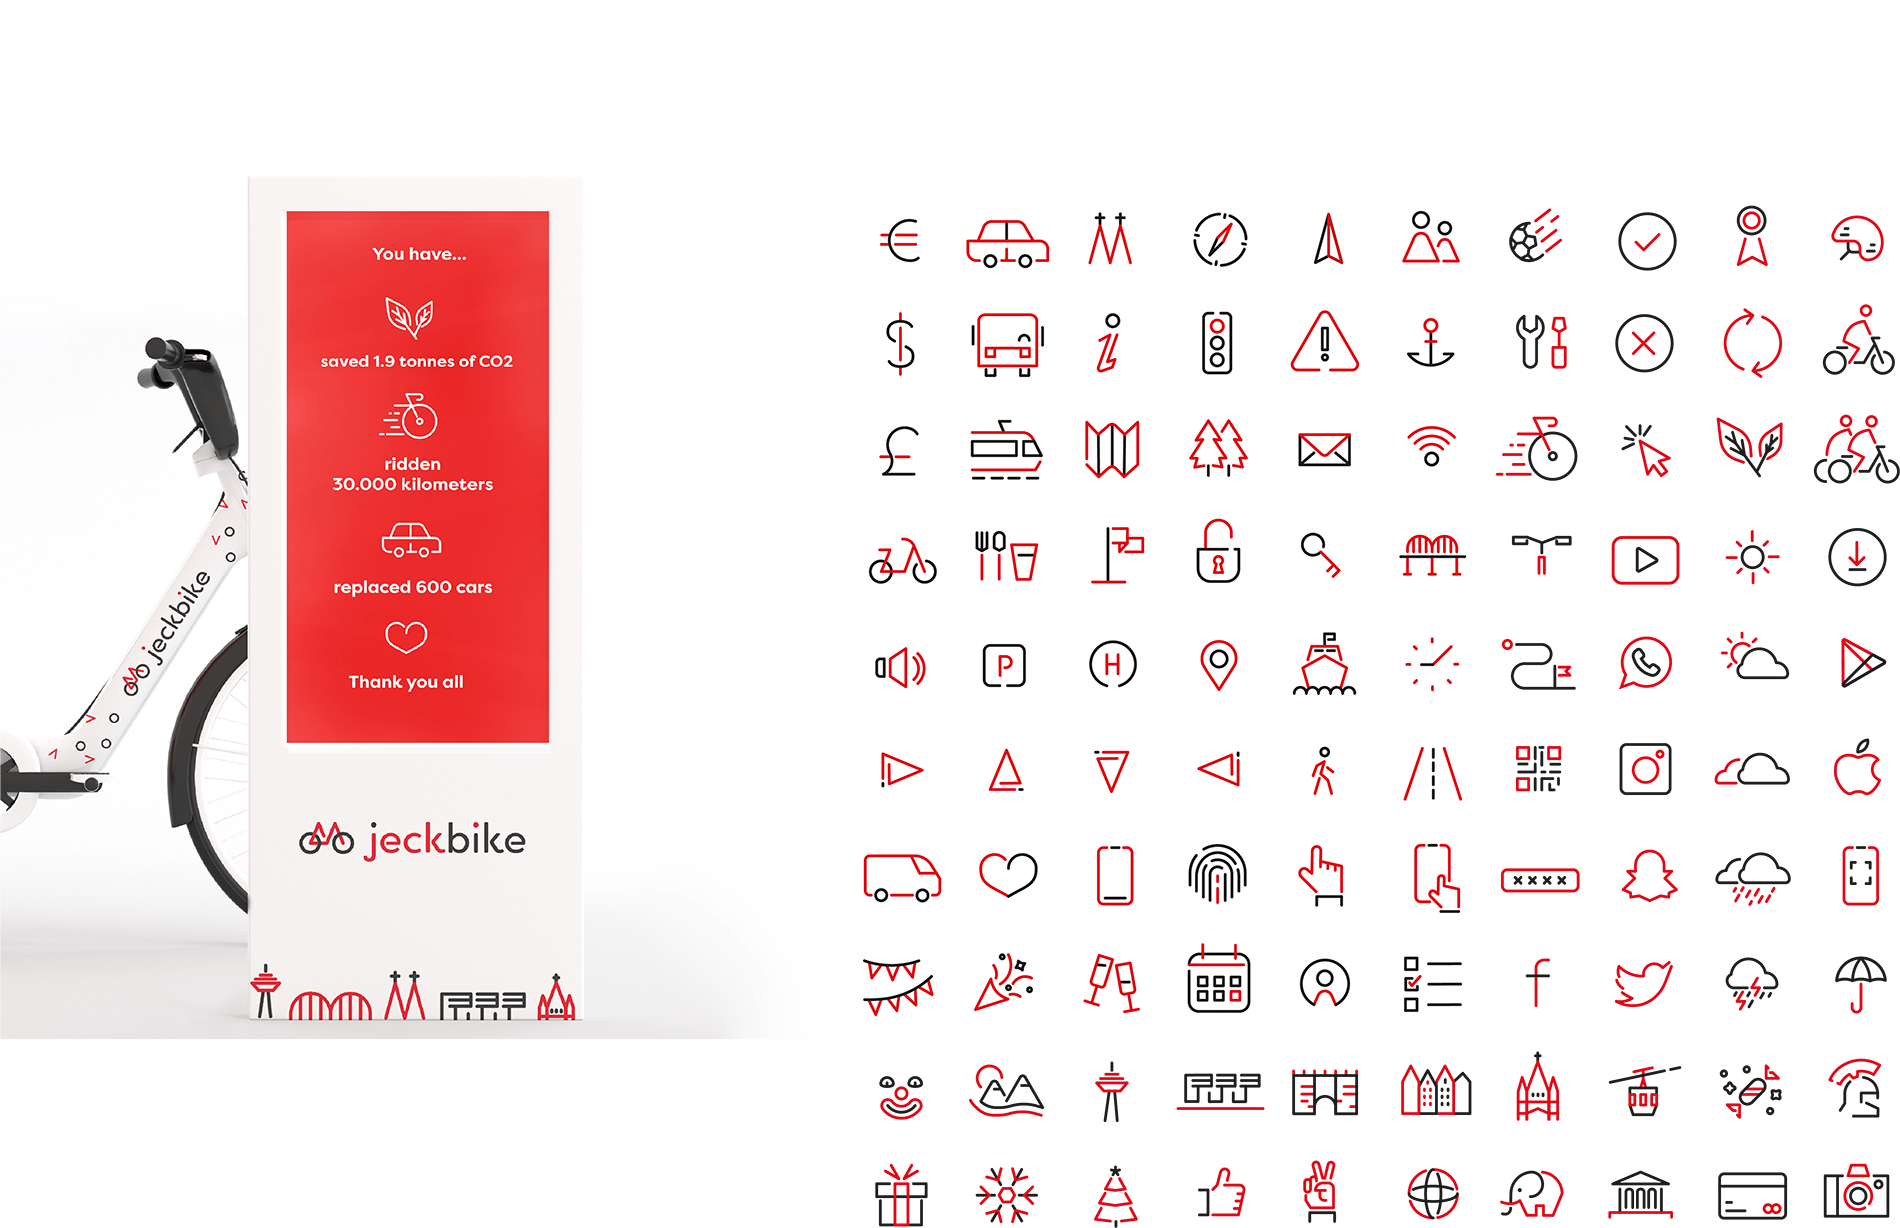 You have...
saved 1.9 tonnes of CO2
ridden
30.000 kilometers
replaced 600 cars
Thank you all
jeckbike
jeckbike
P
H